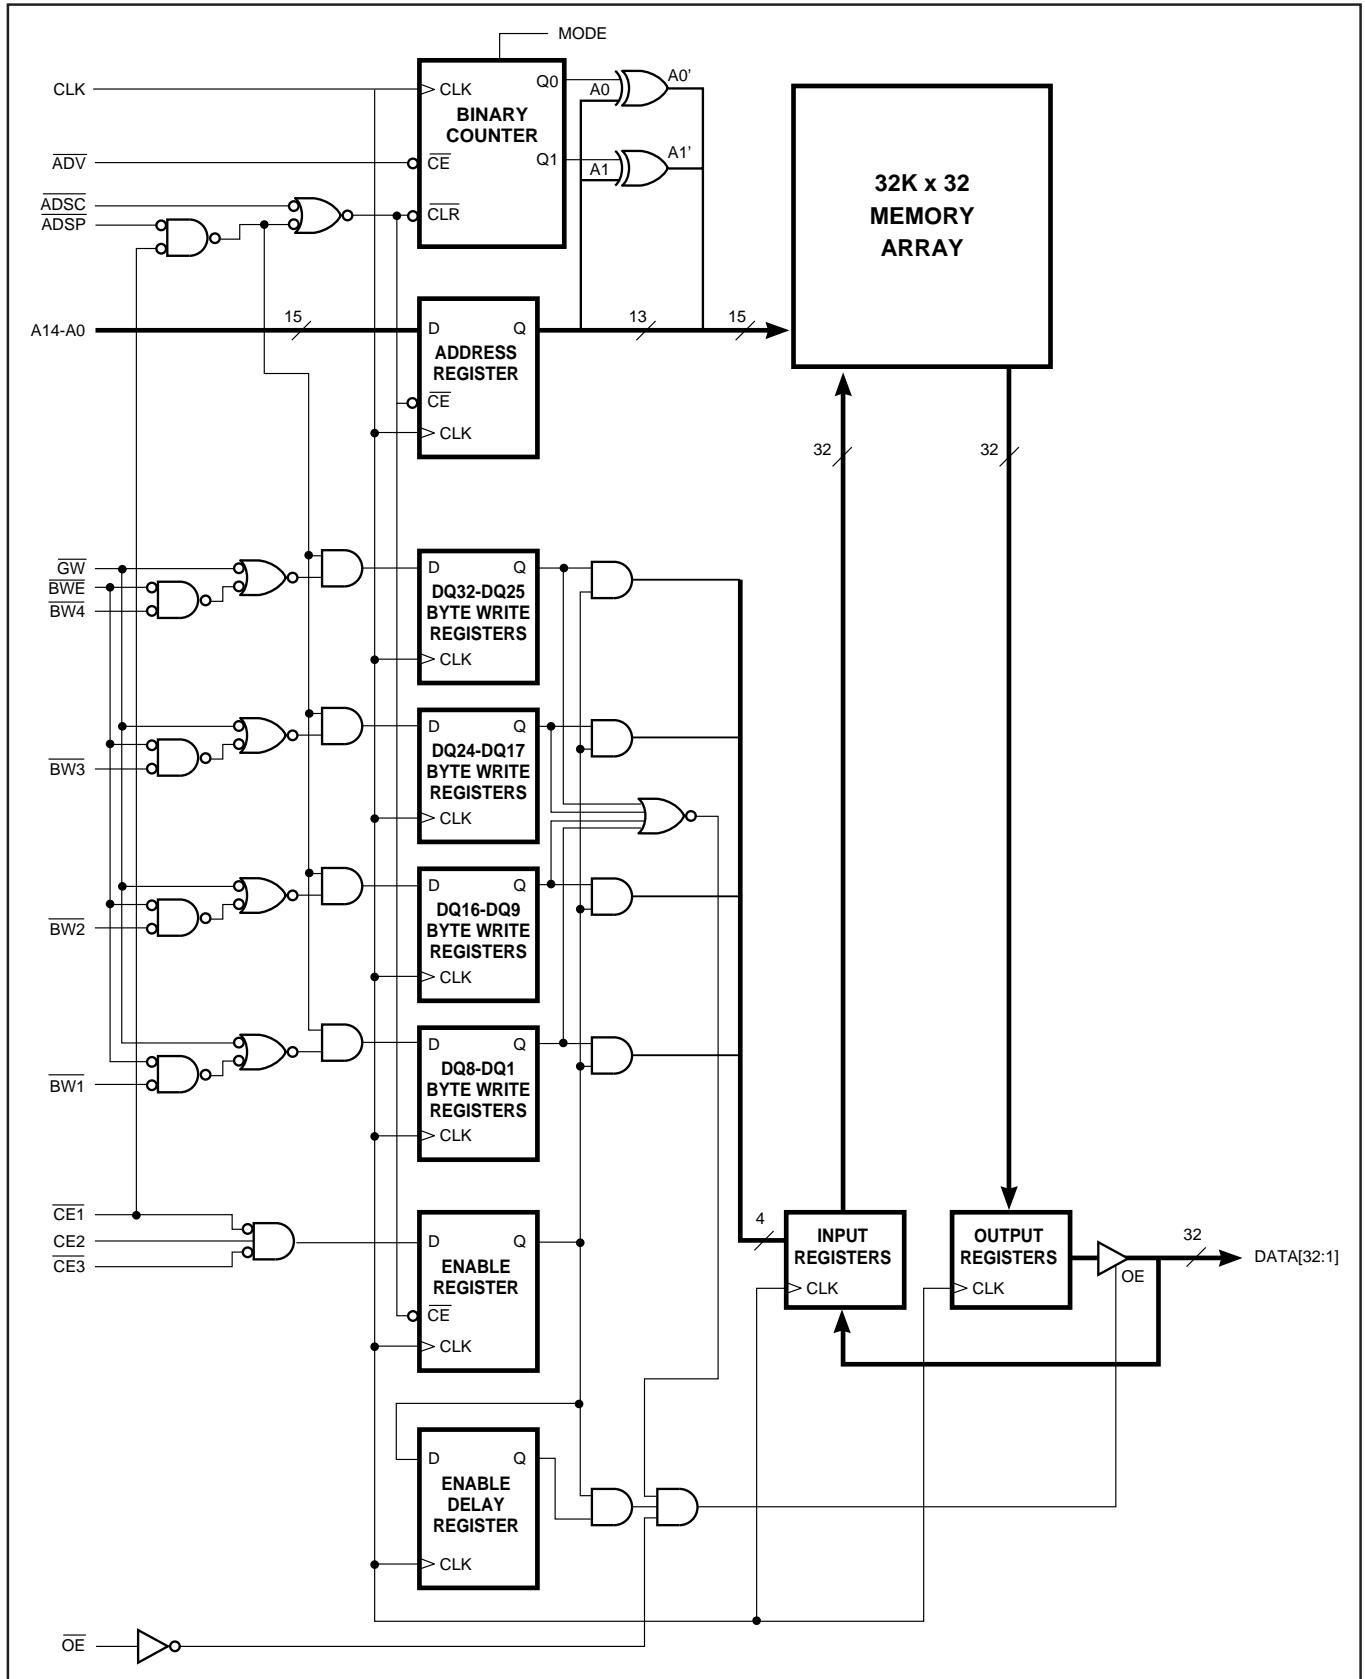 MODE
CLK
CLK
Q0
A0
A0'
BINARY
COUNTER
ADV
CE
Q1
A1
A1'
ADSC
ADSP
CLR
32K x 32
MEMORY
ARRAY
A14-A0
15
D
Q
13
15
ADDRESS
REGISTER
CE
CLK
32
32
GW
BWE
BW4
D
Q
DQ32-DQ25
BYTE WRITE
REGISTERS
CLK
BW3
D
Q
DQ24-DQ17
BYTE WRITE
REGISTERS
CLK
BW2
D
Q
DQ16-DQ9
BYTE WRITE
REGISTERS
CLK
BW1
D
Q
DQ8-DQ1
BYTE WRITE
REGISTERS
CLK
CE1
CE2
CE3
D
Q
ENABLE
REGISTER
CE
CLK
4
INPUT
REGISTERS
CLK
OUTPUT
REGISTERS
CLK
OE
32
DATA[32:1]
D
Q
ENABLE
DELAY
REGISTER
CLK
OE